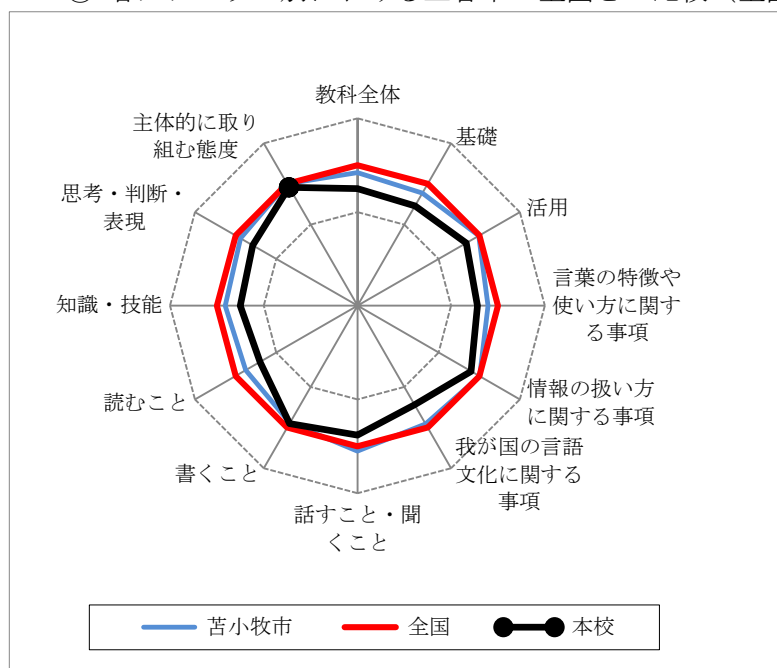 教科全体
基礎
活用
言葉の特徴や
使い方に関す
る事項
情報の扱い方
に関する事項
我が国の言語
文化に関する
事項
話すこと・聞
くこと
書くこと
読むこと
知識・技能
思考・判断・
表現
主体的に取り
組む態度
苫小牧市
全国
本校